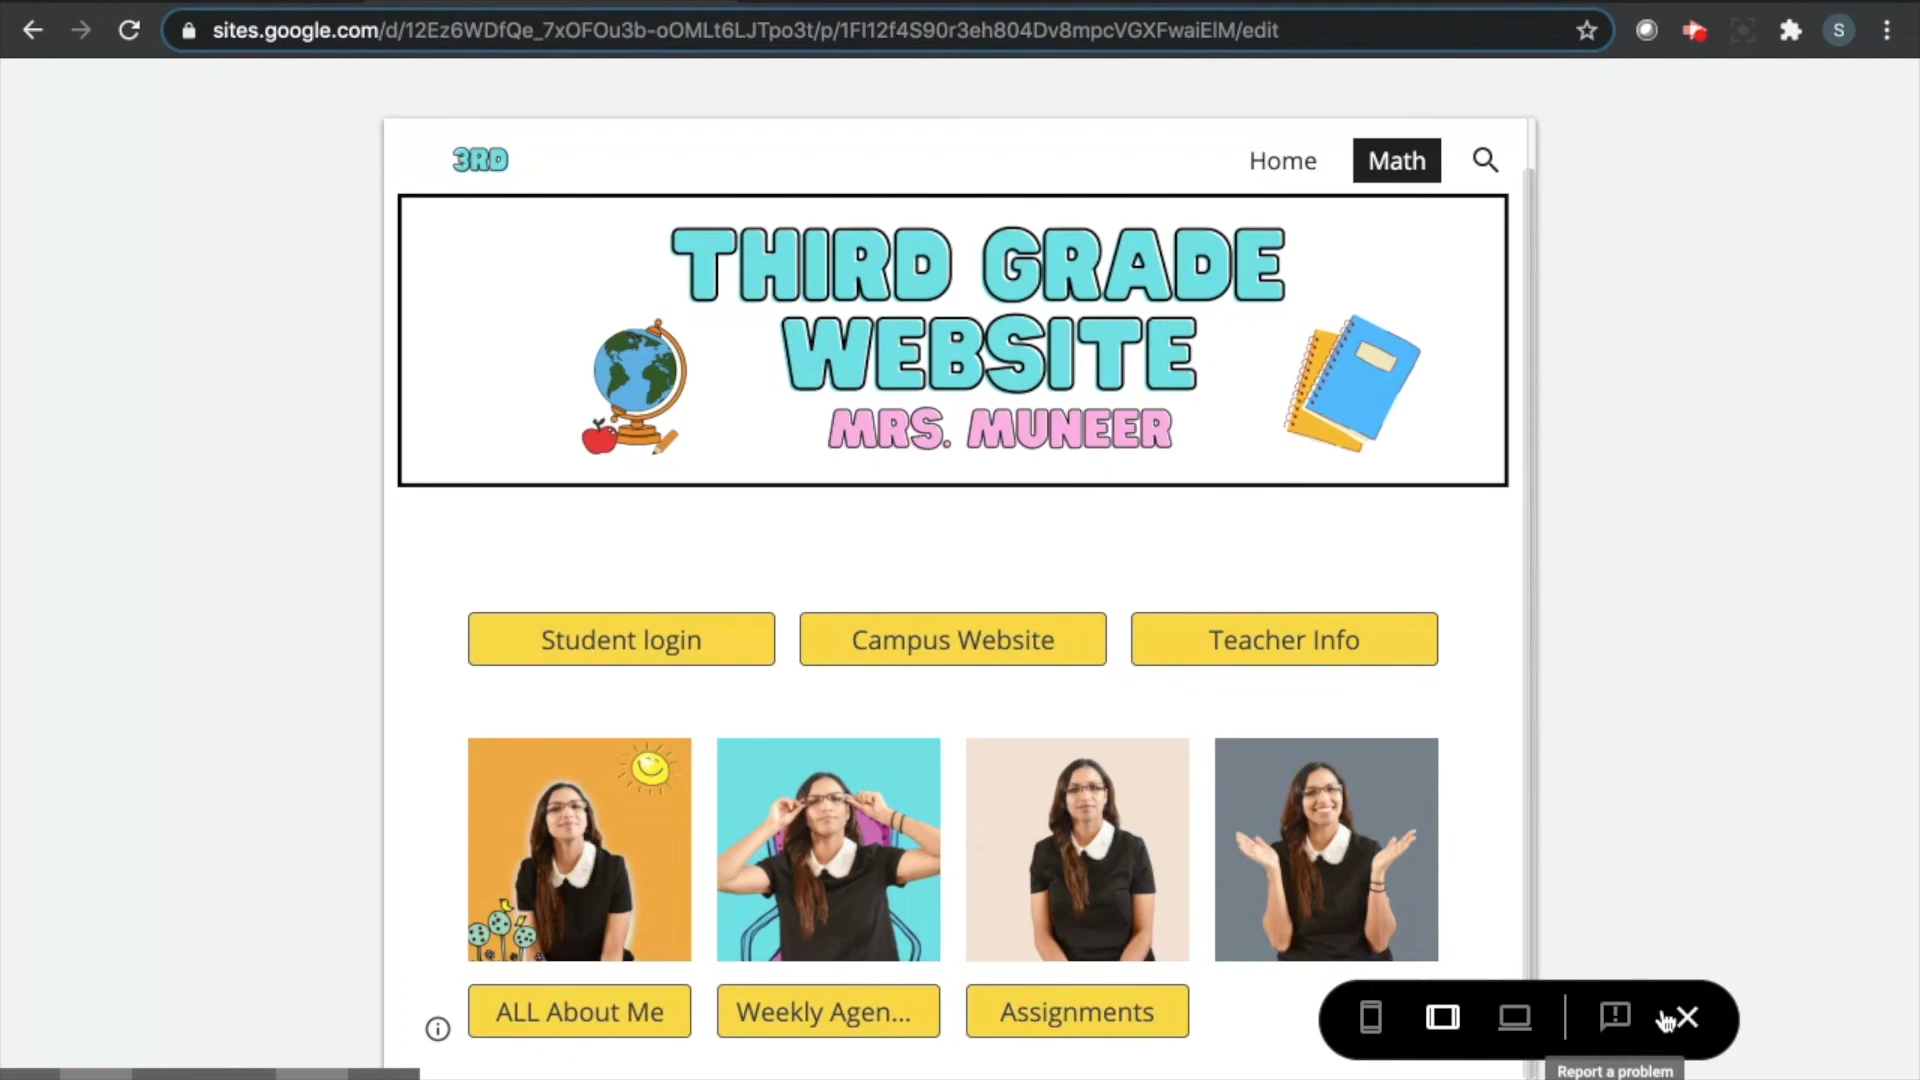 sites.google.com/d/12Ez6WDfQe_7xOFOu3b-oOMLt6LJTpo3t/p/1FI12f4S90r3eh804Dv8mpcVGXFwaiElM/edit
S
3RD
Home
Math
THIRD GRADE
WEBSITE
MRS. MUNEER
Student login
Campus Website
Teacher Info
ALL About Me
Weekly Agen...
Assignments
Report a problem